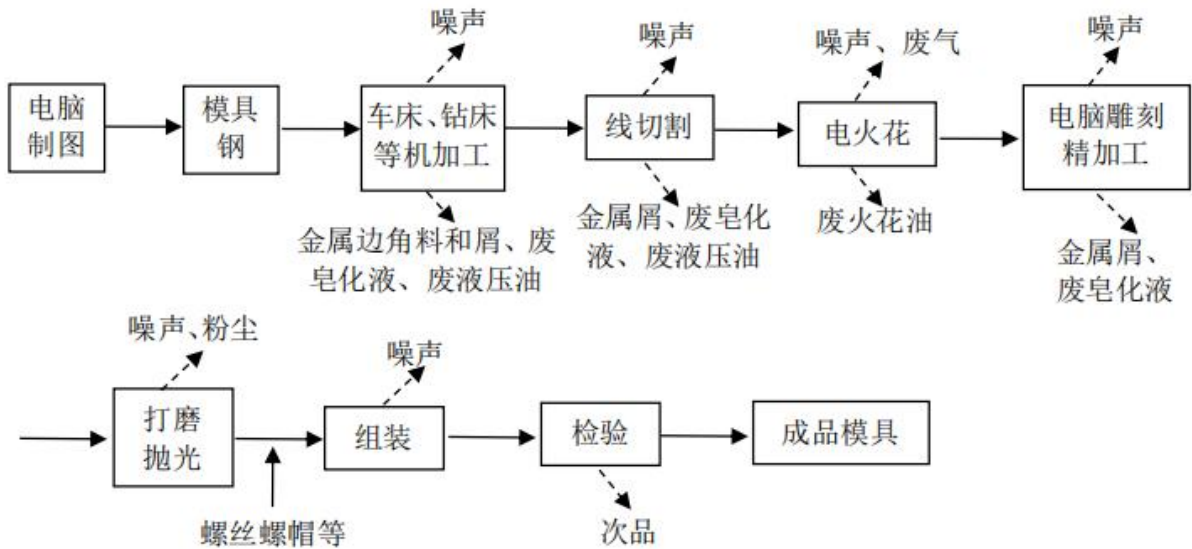 噪声
噪声
噪声、废气
噪声
电脑
制图
模具
钢
车床、钻床
等机加工
线切割
电火花
电脑雕刻
精加工
金属边角料和屑、废
皂化液、废液压油
金属屑、废皂化
液、废液压油
废火花油
金属屑、
废皂化液
噪声、粉尘
噪声
打磨
抛光
组装
检验
成品模具
螺丝螺帽等
次品